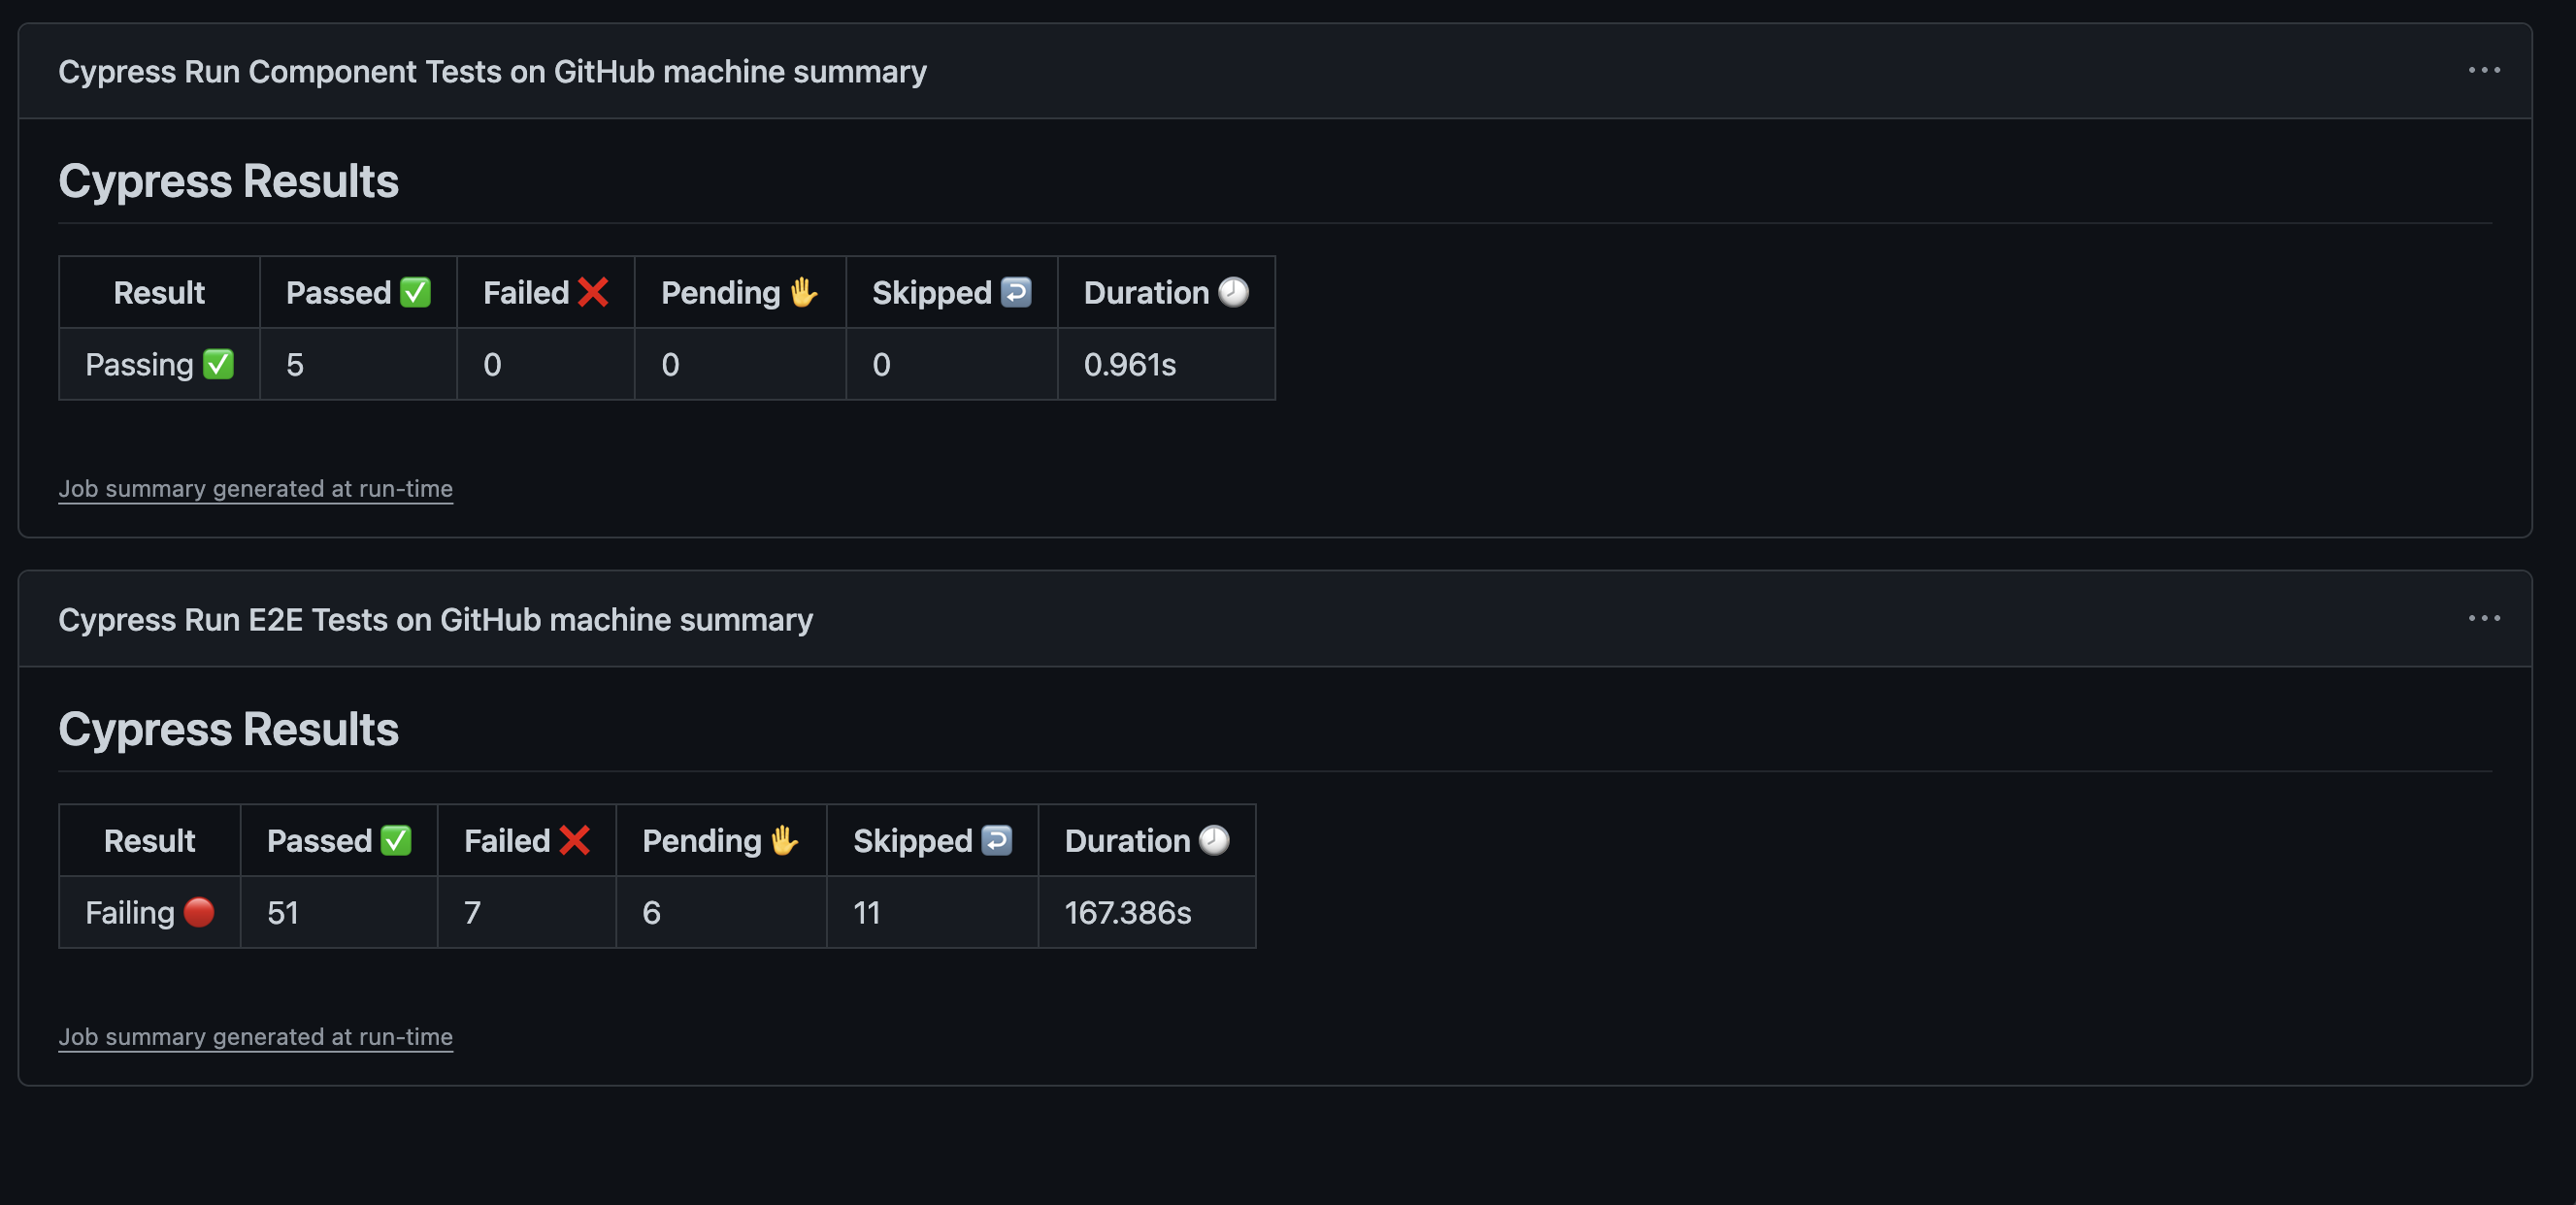 Cypress Run Component Tests on GitHub machine summary
Cypress Results
Result Passed ✅ Failed ❌ Pending ✋ Skipped ↩️ Duration 🕗
Passing ✅ 5 0 0 0 0.961s
Job summary generated at run-time
Cypress Run E2E Tests on GitHub machine summary
Cypress Results
Result Passed ✅ Failed ❌ Pending ✋ Skipped ↩️ Duration 🕗
Failing 🔴 51 7 6 11 167.386s
Job summary generated at run-time